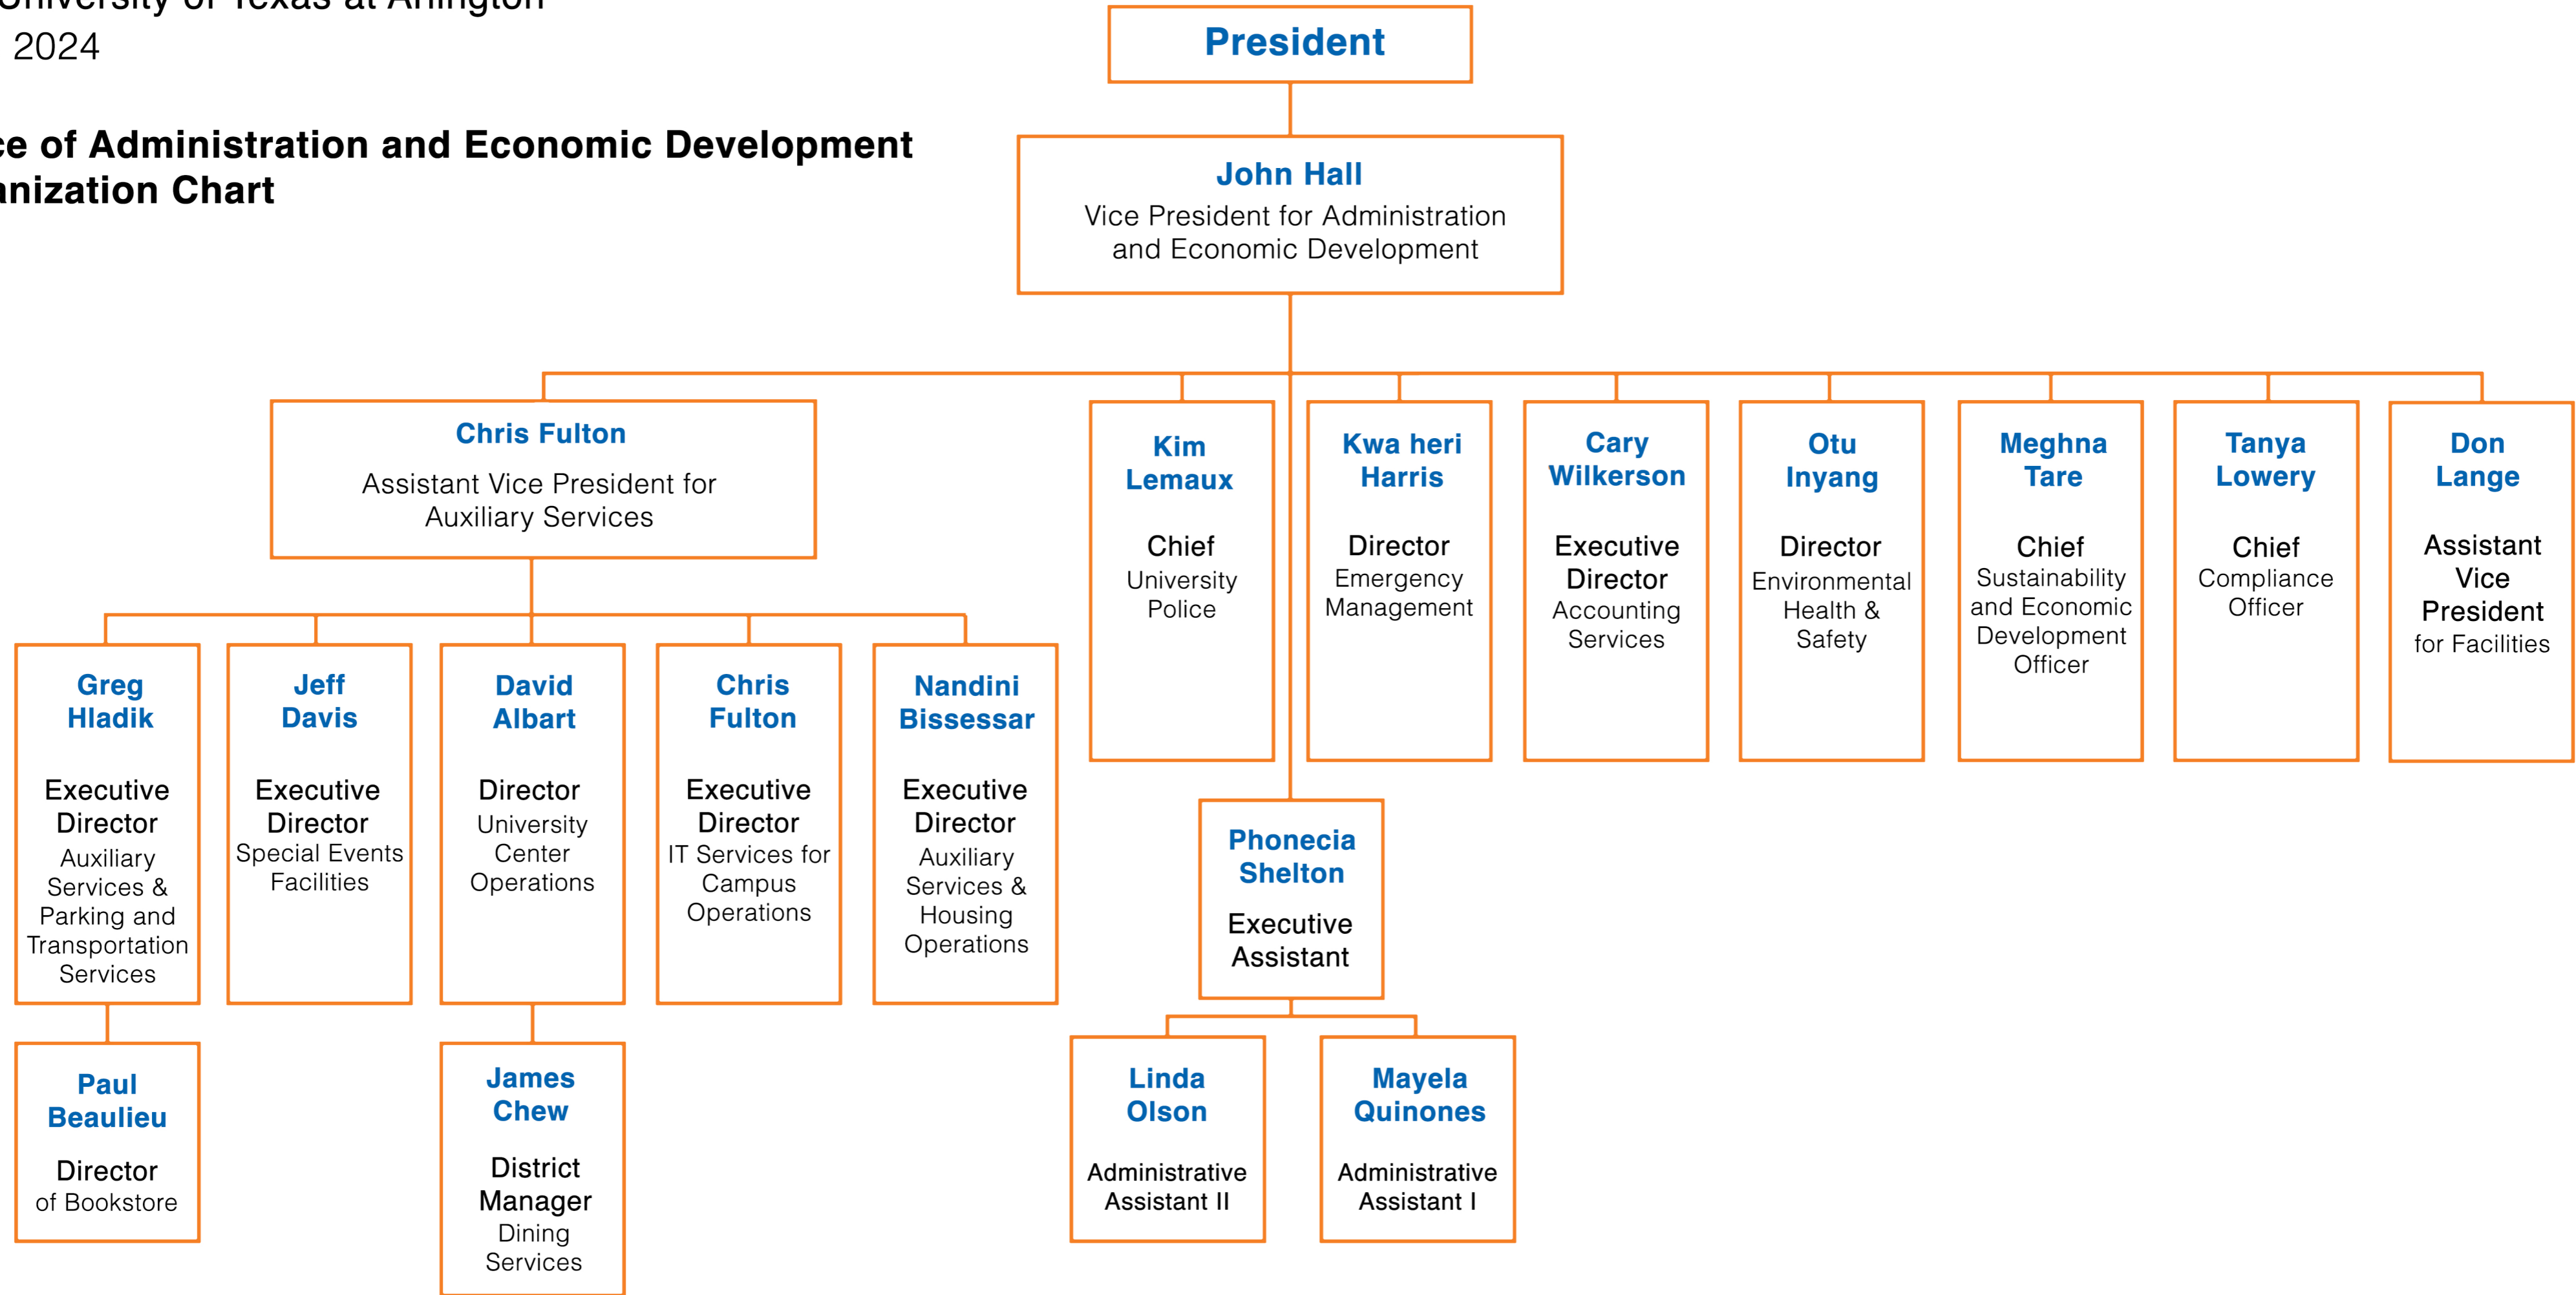 University of Texas at Arlington
2024
ce of Administration and Economic Development
anization Chart
President
John Hall
Vice President for Administration
and Economic Development
Chris Fulton
Assistant Vice President for
Auxiliary Services
Kim
Lemaux
Chief
University
Police
Kwa heri
Harris
Director
Emergency
Management
Cary
Wilkerson
Executive
Director
Accounting
Services
Otu
Inyang
Director
Environmental
Health &
Safety
Meghna
Tare
Chief
Sustainability
and Economic
Development
Officer
Tanya
Lowery
Chief
Compliance
Officer
Don
Lange
Assistant
Vice
President
for Facilities
Greg
Hladik
Executive
Director
Auxiliary
Services &
Parking and
Transportation
Services
Jeff
Davis
Executive
Director
Special Events
Facilities
David
Albart
Director
University
Center
Operations
Chris
Fulton
Executive
Director
IT Services for
Campus
Operations
Nandini
Bissessar
Executive
Director
Auxiliary
Services &
Housing
Operations
Phonecia
Shelton
Executive
Assistant
Paul
Beaulieu
Director
of Bookstore
James
Chew
District
Manager
Dining
Services
Linda
Olson
Administrative
Assistant II
Mayela
Quinones
Administrative
Assistant I